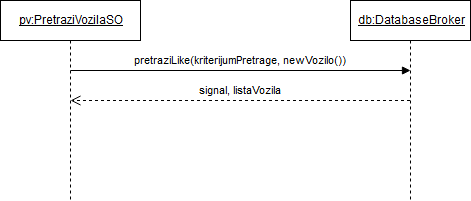 pv:PretraziVozilaSO
db:DatabaseBroker
pretraziLike(kriterijumPretrage, newVozilo())
signal, listaVozila